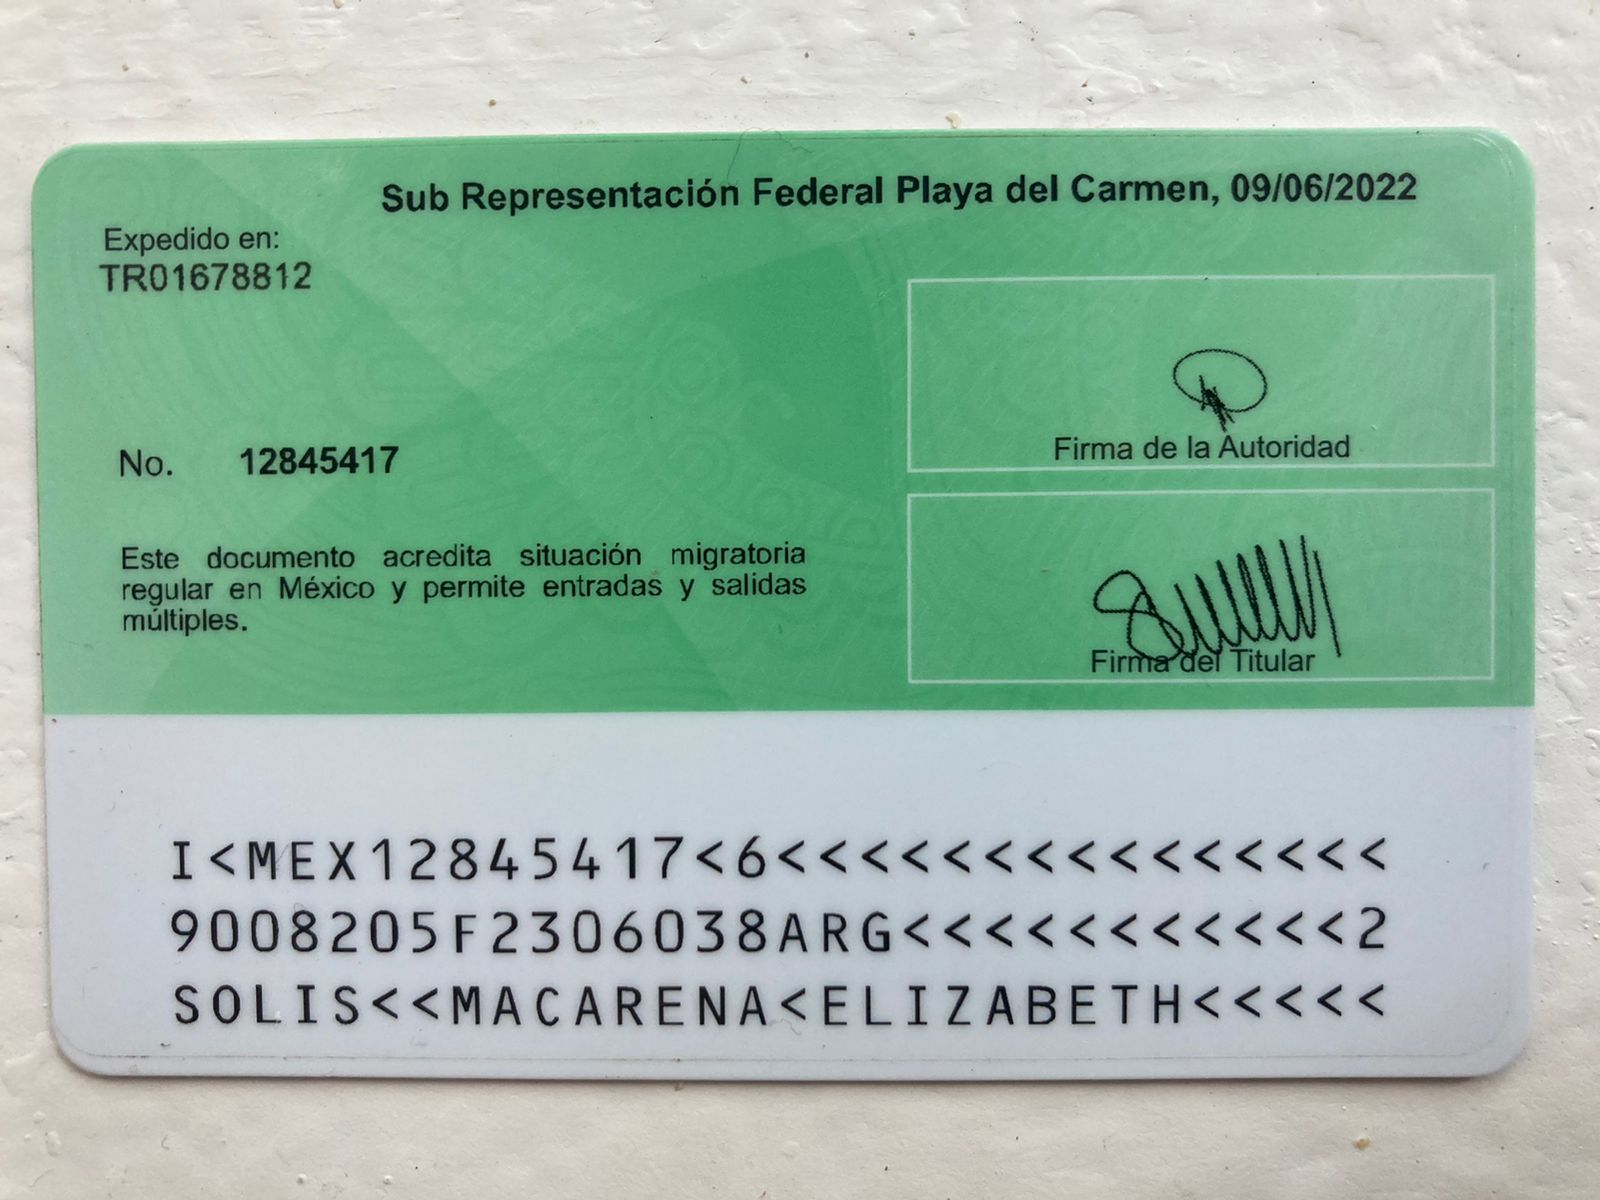 Sub Representación Federal Playa del Carmen, 09/06/2022
Expedido en:
TR01678812
Firma de la Autoridad
No. 12845417
Este documento acredita situación migratoria
regular en México y permite entradas y salidas
múltiples.
Firma del Titular
I<MEX12845417<6<<<<<<<<<<<<<<<
9008205F2306038ARG<<<<<<<<<<<2
SOLIS<<MACARENA<ELIZABETH<<<<<